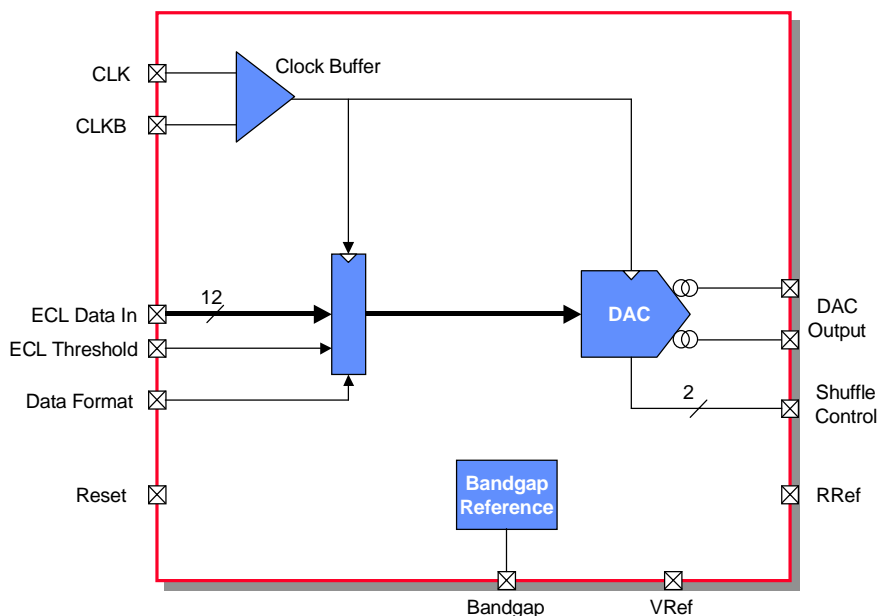 CLK
Clock Buffer
CLKB
12
ECL Data In
ECL Threshold
Data Format
DAC
DAC
Output
2
Shuffle
Control
Reset
Bandgap
Reference
RRef
Bandgap
VRef